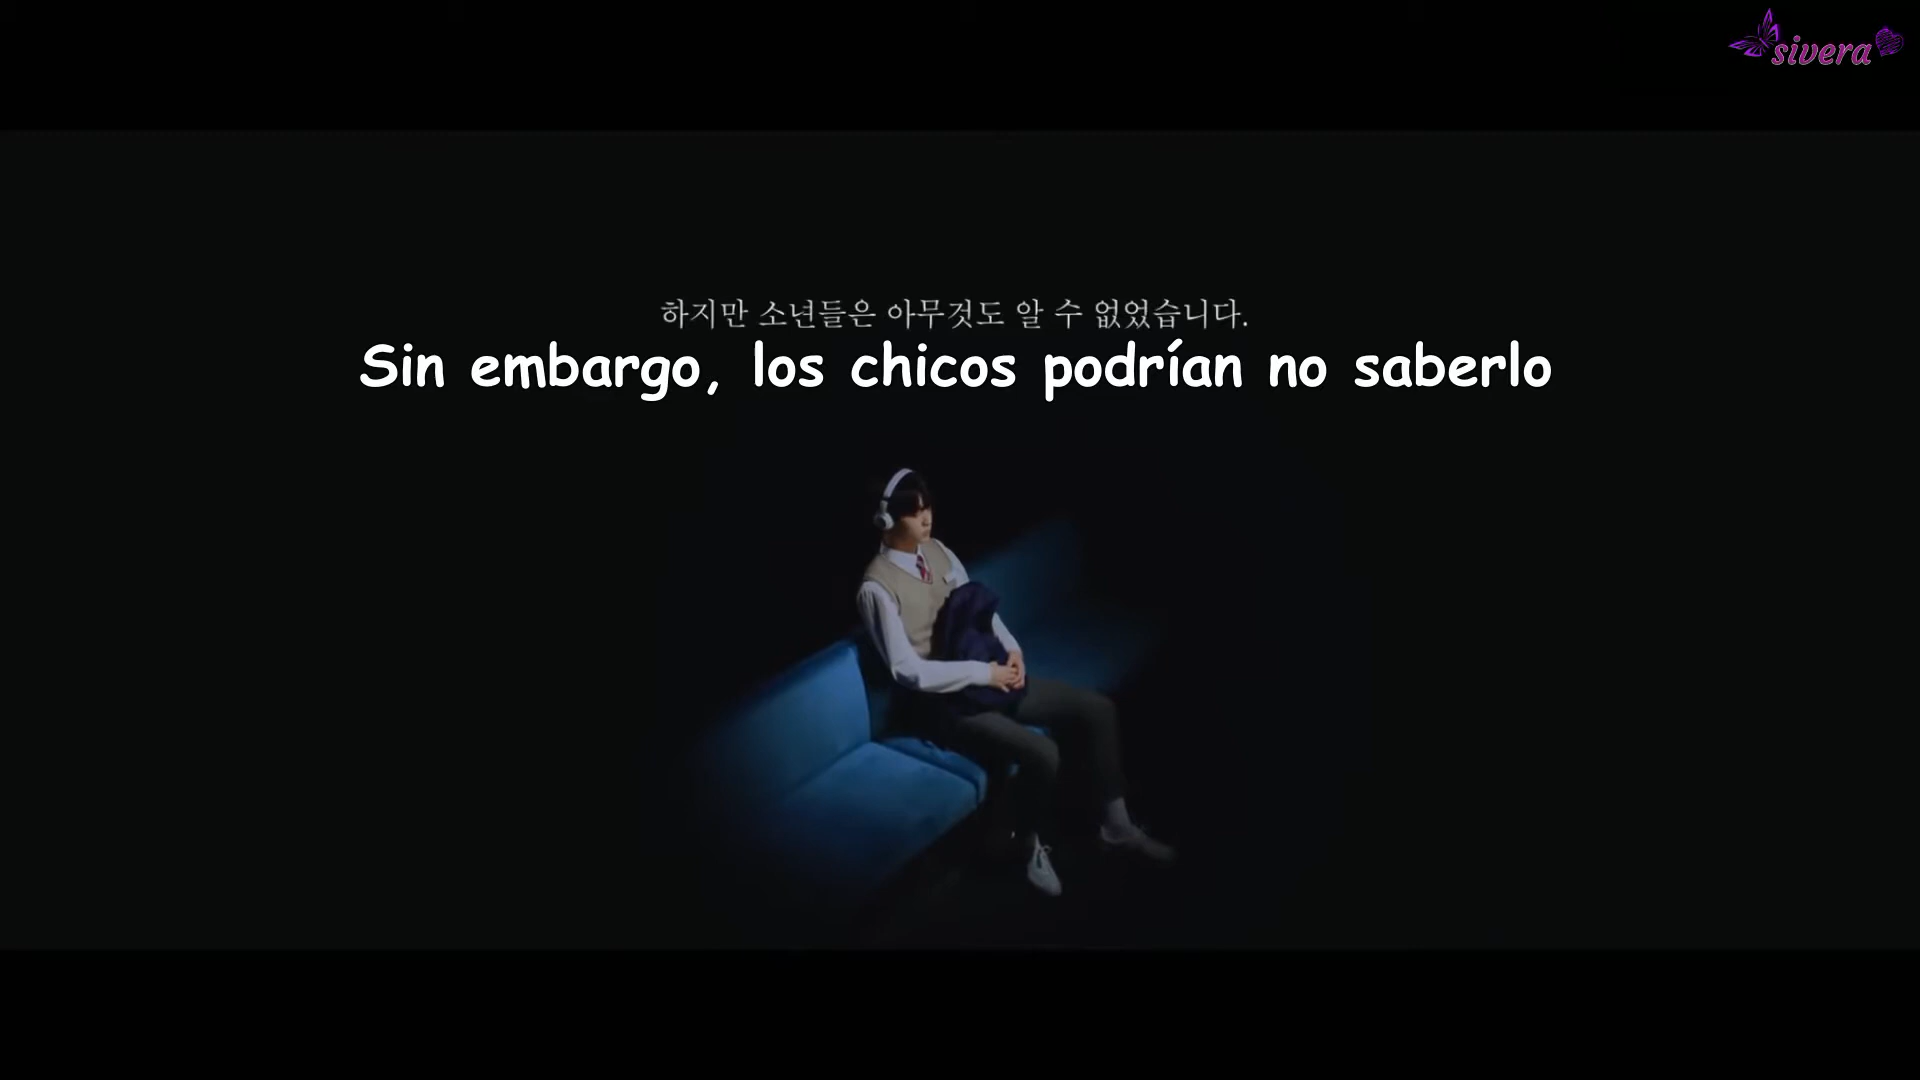 sivera
하지만 소년들은 아무것도 알 수 없었습니다.
Sin embargo, los chicos podrían no saberlo